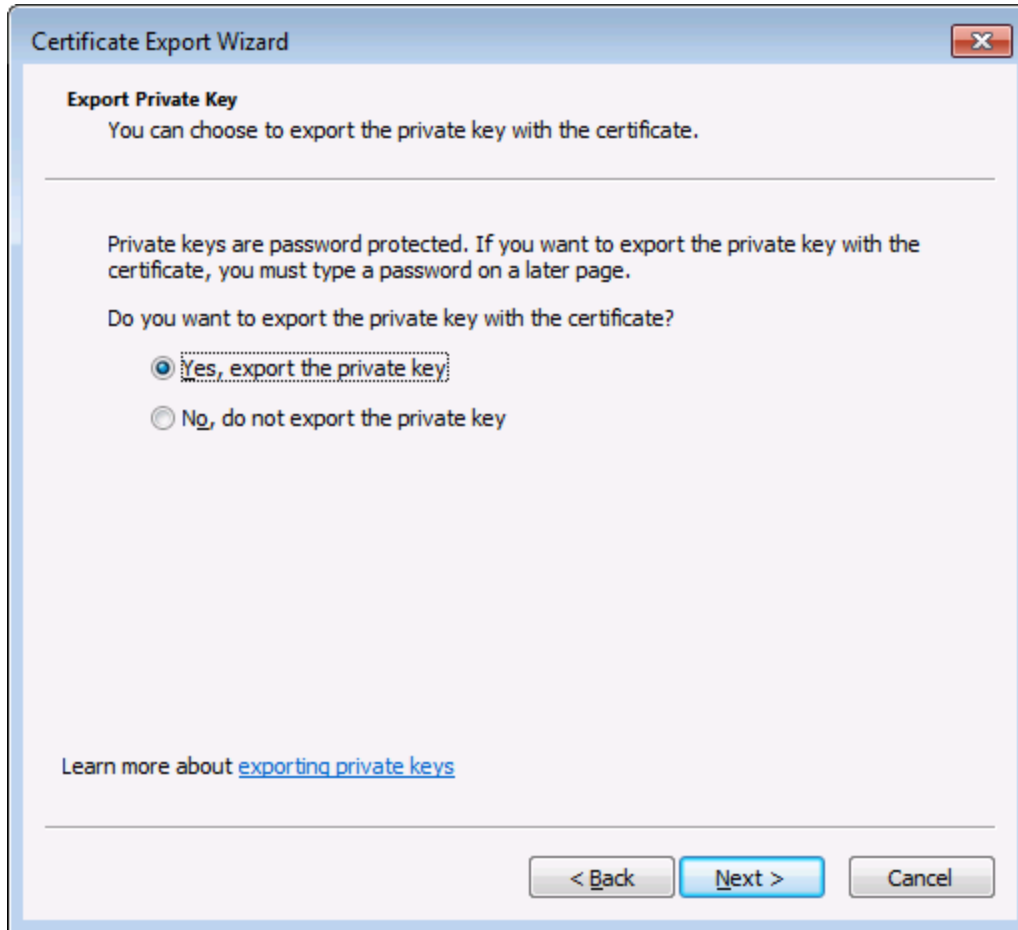 Certificate Export Wizard
Export Private Key
You can choose to export the private key with the certificate.
Private keys are password protected. If you want to export the private key with the
certificate, you must type a password on a later page.
Do you want to export the private key with the certificate?
Yes, export the private key
No, do not export the private key
Learn more about exporting private keys
< Back Next > Cancel